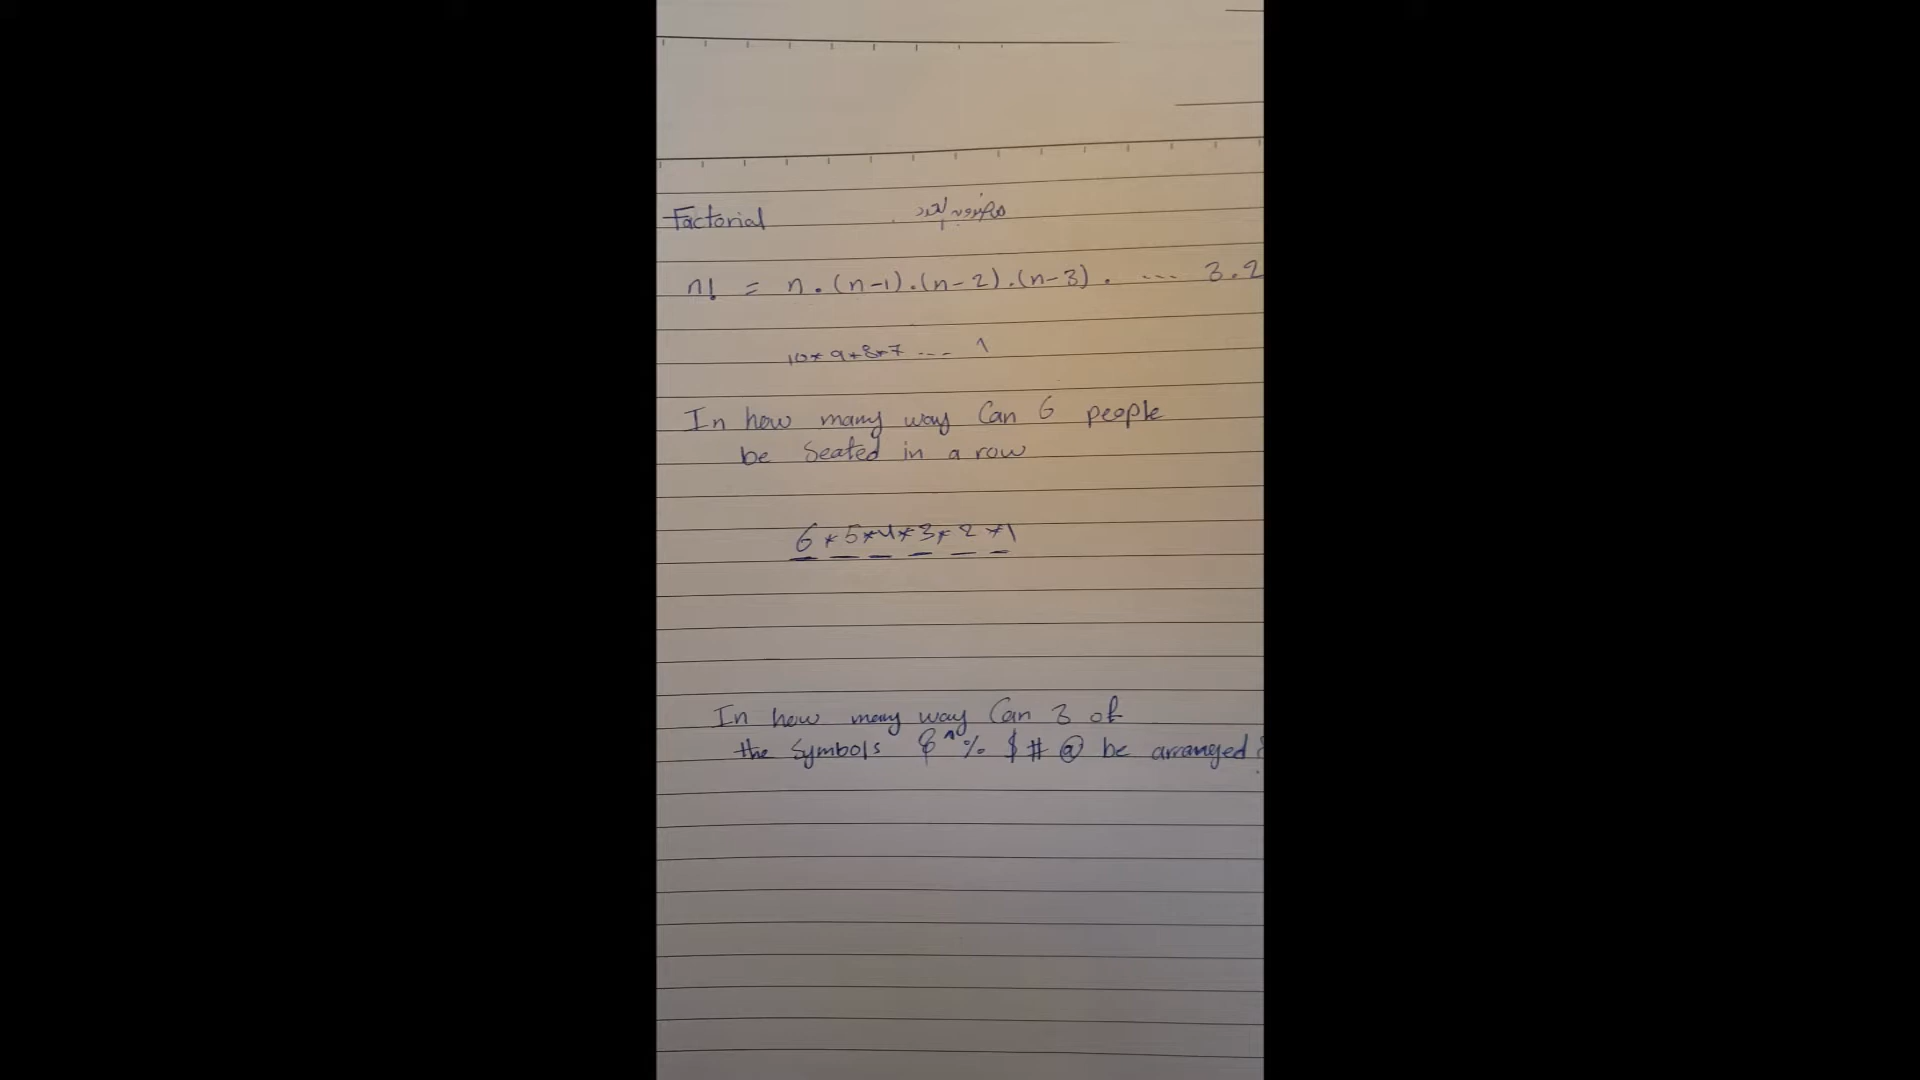 Factorial مضروب العدد
n! = n.(n-1).(n-2).(n-3). ... 3.2
10*9*8*7 ... 1
In how many way Can 6 people
be Seated in a row
6*5*4*3*2*1
In how many way Can 3 of
the Symbols & ^ % $ # @ be arranged ?